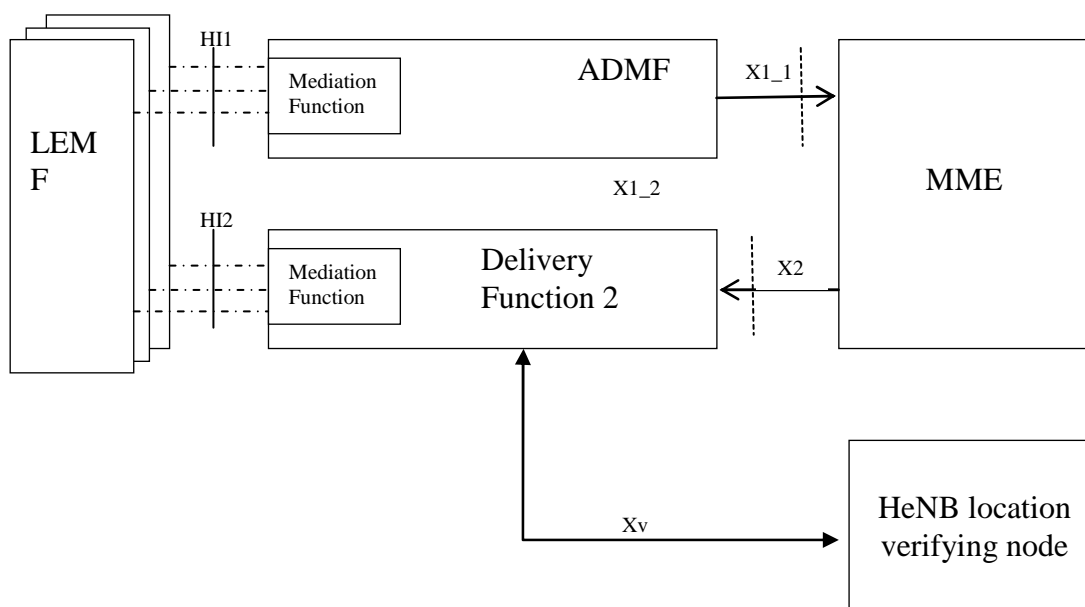 HI1
ADMF
X1_1
Mediation
Function
LEM
F
MME
X1_2
HI2
Delivery
Function 2
Mediation
Function
X2
HeNB location
verifying node
Xv